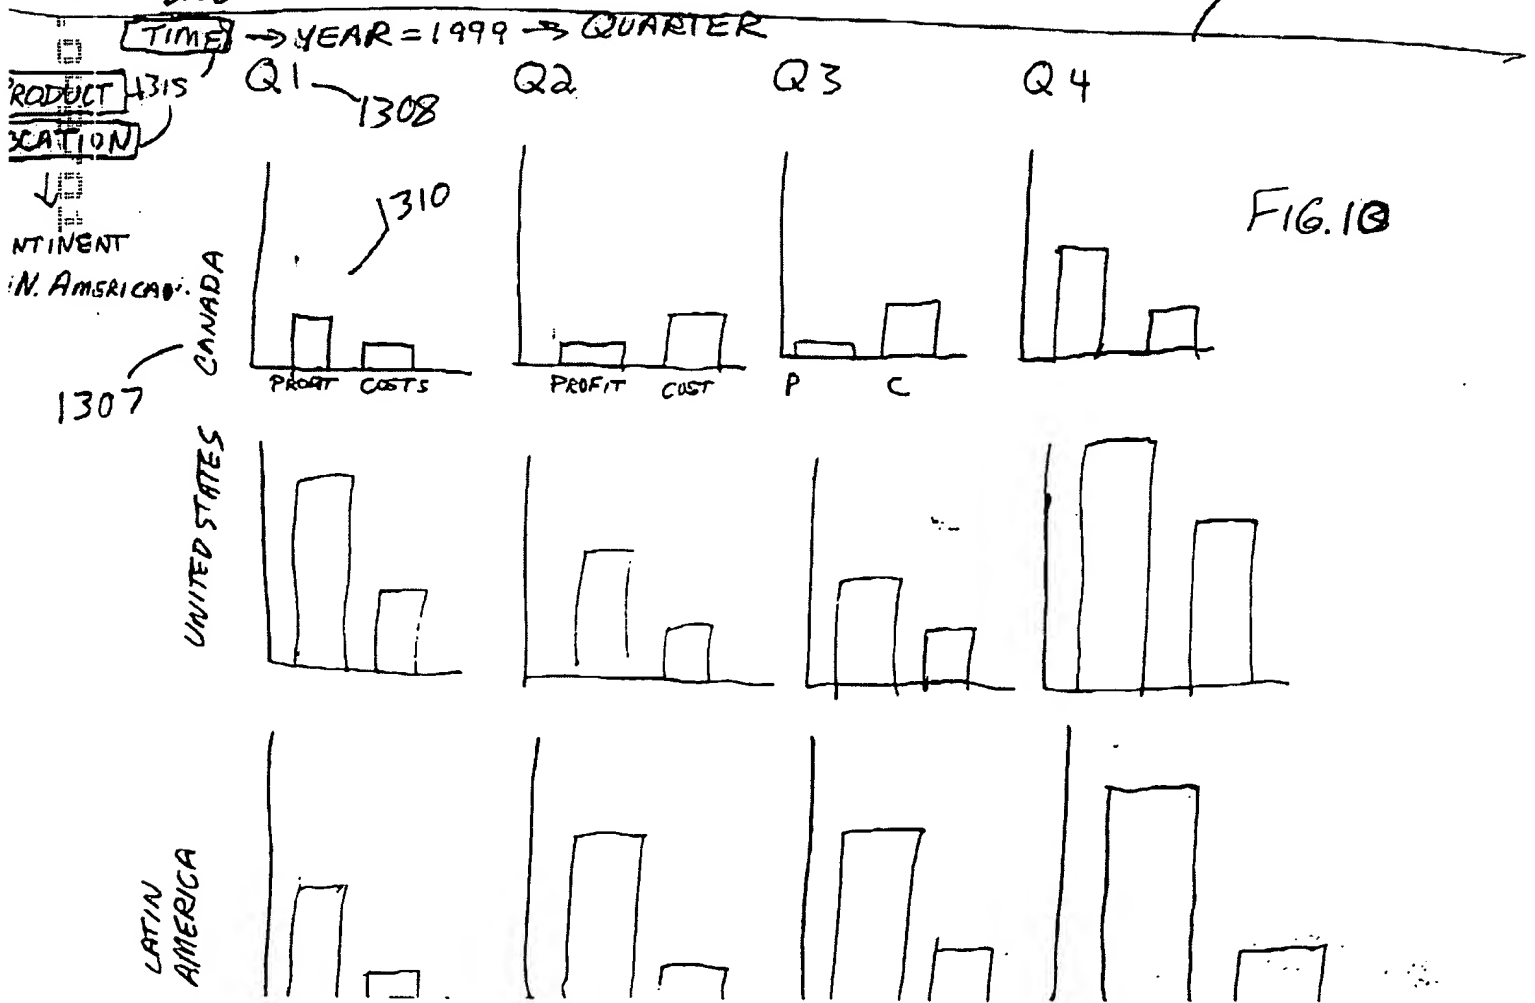 TIME → YEAR = 1999 → QUARTER
Q1 Q2 Q3 Q4
RODUCT 1315
1308
CATION
1310
FIG. 13
NTINENT
N. AMERICA
CANADA
1307
PROFIT COSTS PROFIT COST P C
UNITED STATES
LATIN
AMERICA